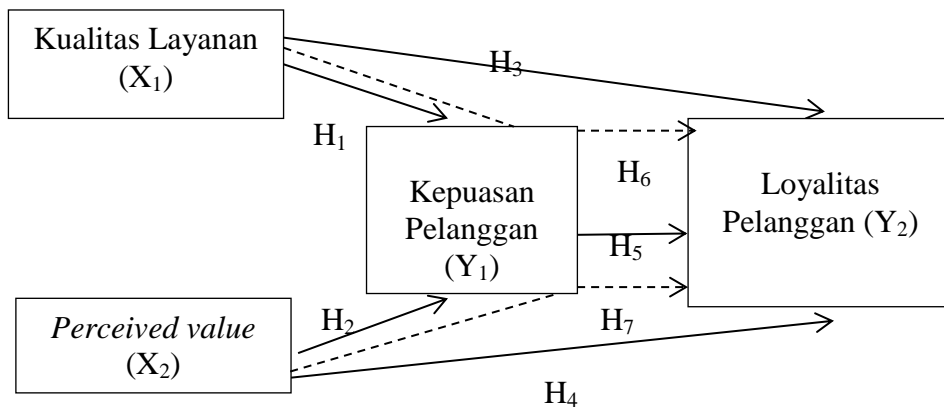 Kualitas Layanan
(X₁)
H₃
H₁
Kepuasan
Pelanggan
(Y₁)
H₆
H₅
Loyalitas
Pelanggan (Y₂)
Perceived value
(X₂)
H₂
H₇
H₄